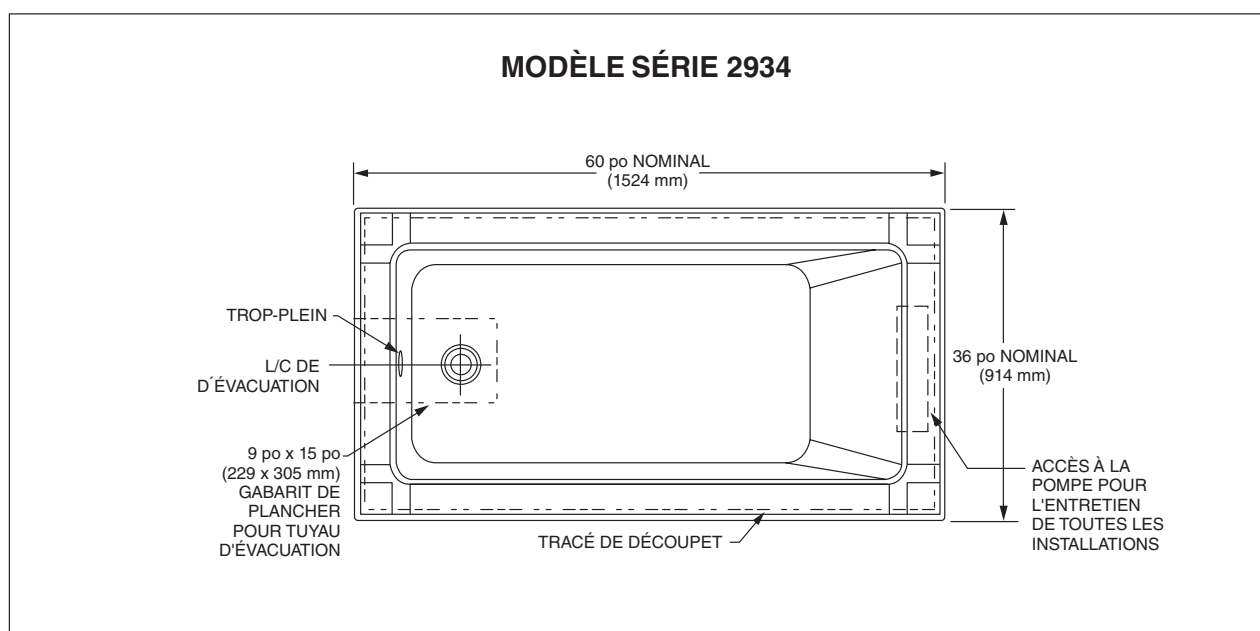 MODÈLE SÉRIE 2934
60 po NOMINAL
(1524 mm)
TROP-PLEIN
L/C DE
D´ÉVACUATION
36 po NOMINAL
(914 mm)
9 po x 15 po
(229 x 305 mm)
GABARIT DE
PLANCHER
POUR TUYAU
D'ÉVACUATION
TRACÉ DE DÉCOUPET
ACCÈS À LA
POMPE POUR
L'ENTRETIEN
DE TOUTES LES
INSTALLATIONS